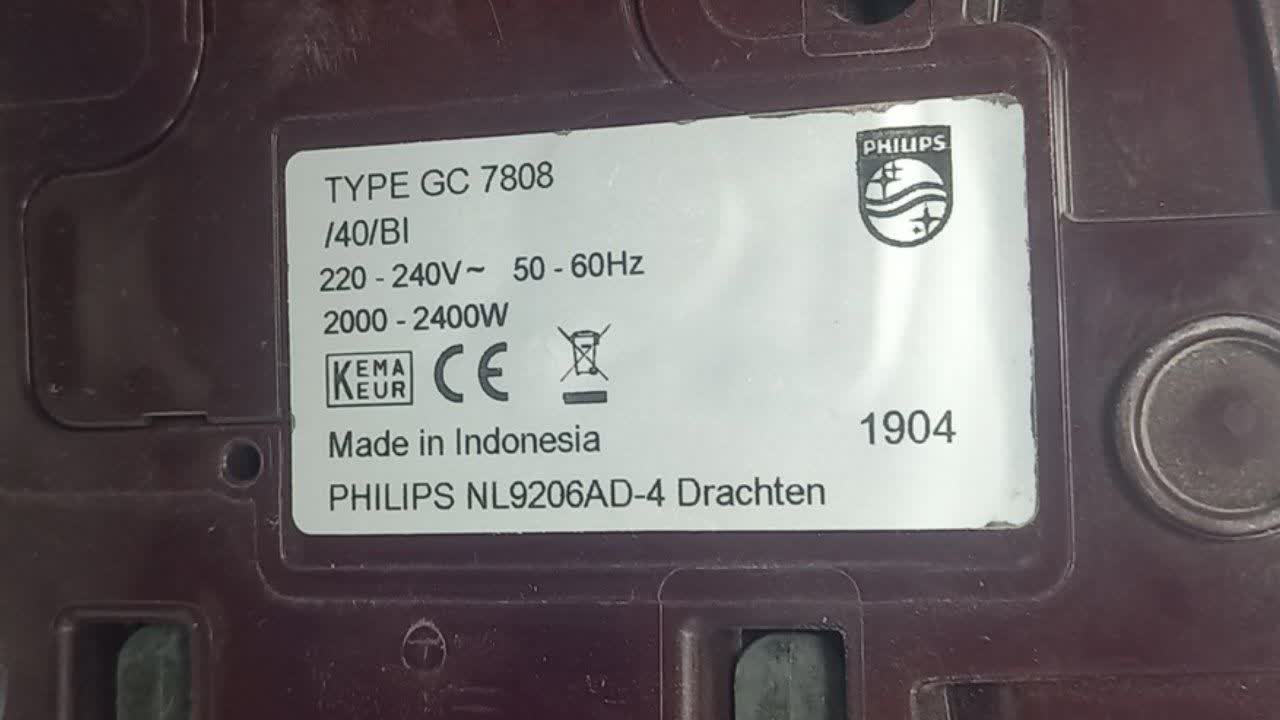 TYPE GC 7808
/40/BI
PHILIPS
220 - 240V~ 50 - 60Hz
2000 - 2400W
KEMA
KEUR
CE
Made in Indonesia
1904
PHILIPS NL9206AD-4 Drachten